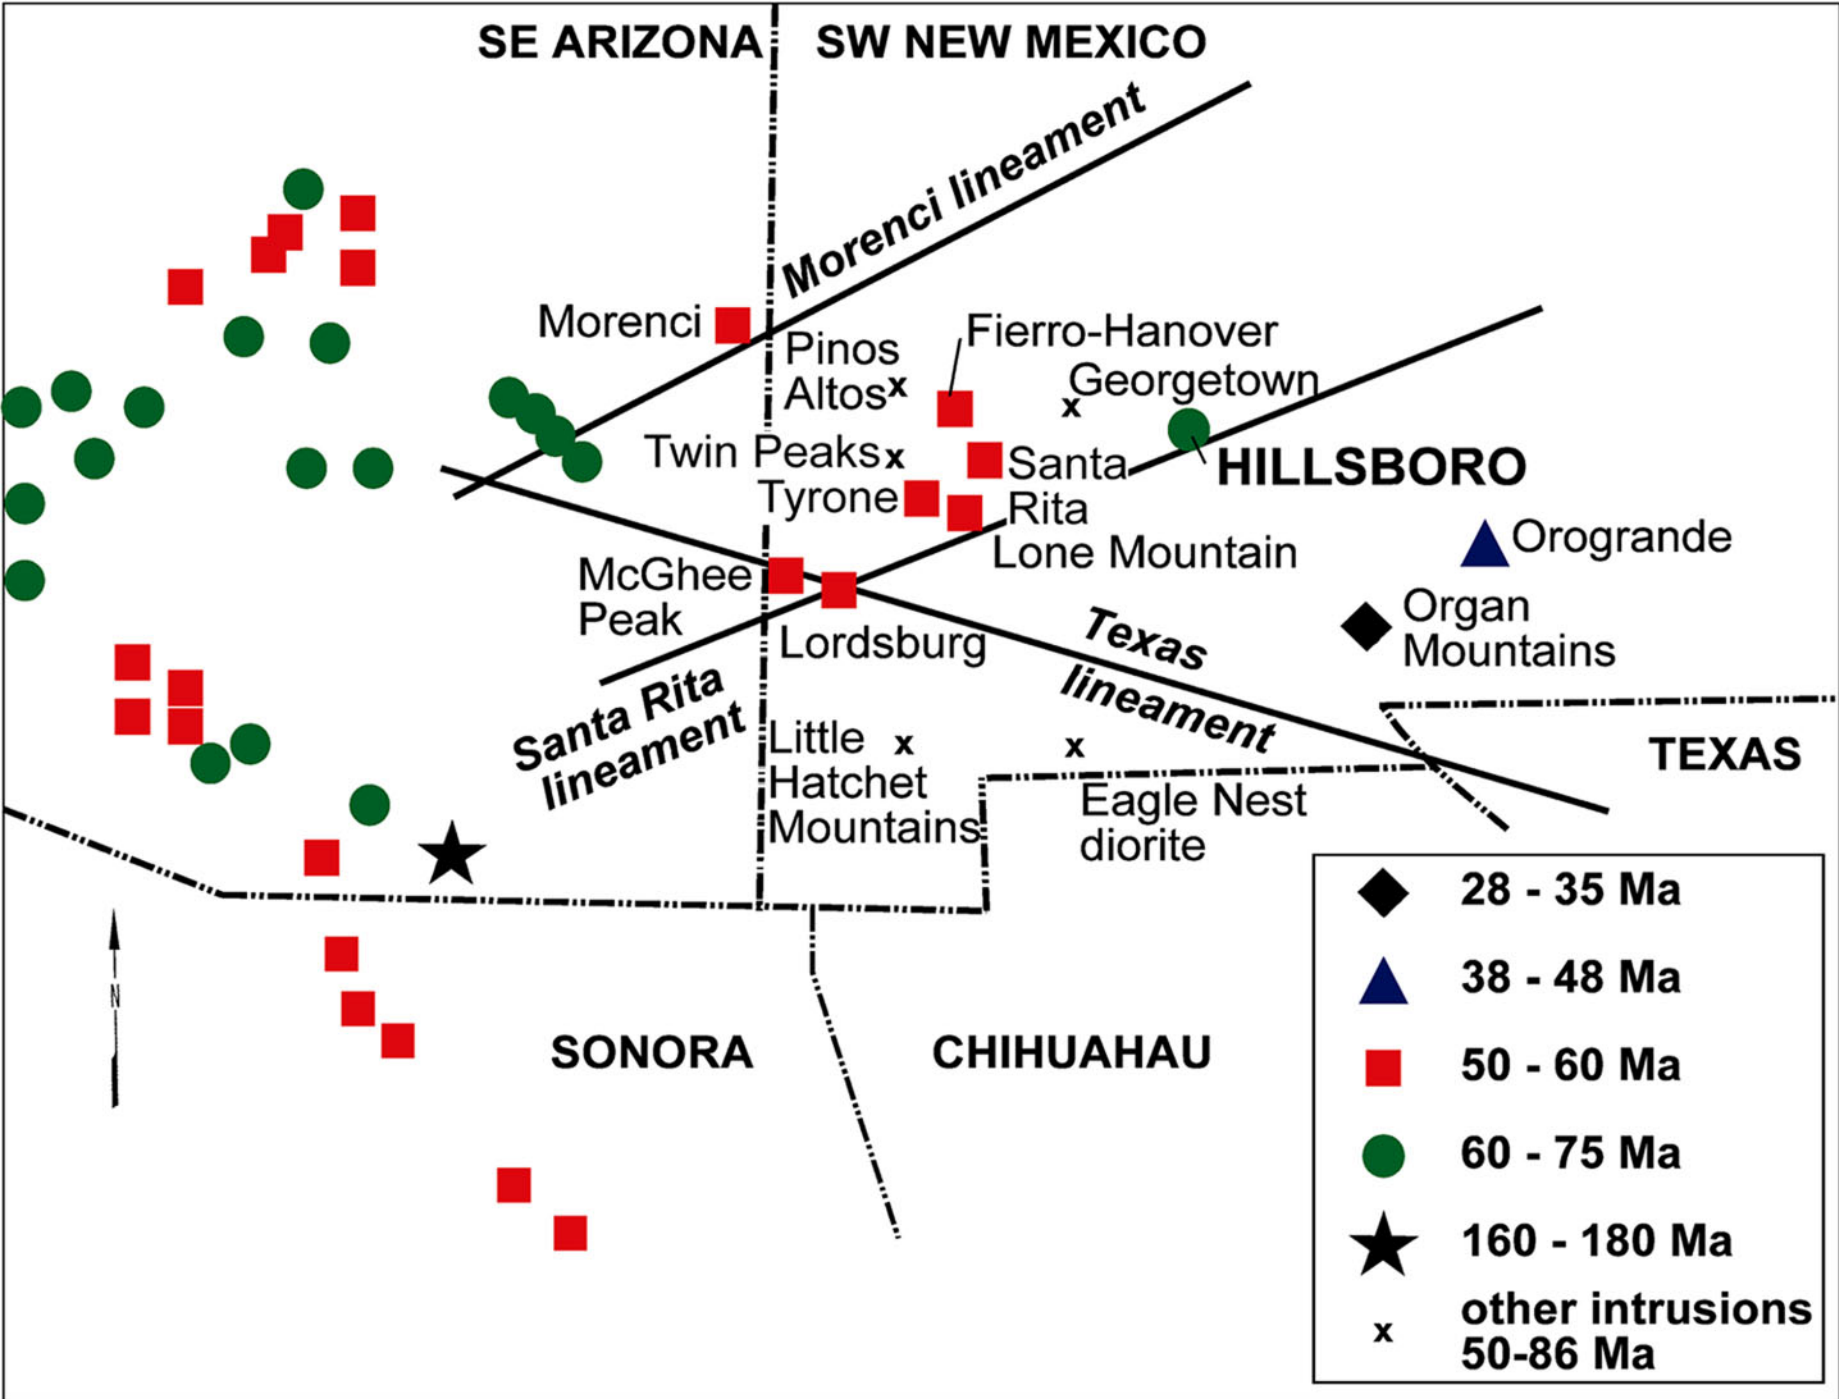 SE ARIZONA
SW NEW MEXICO
Morenci lineament
Morenci
Pinos
Altos
x
Fierro-Hanover
Georgetown
x
Twin Peaks
x
Tyrone
Santa
Rita
HILLSBORO
Lone Mountain
Orogrande
McGhee
Peak
Lordsburg
Organ
Mountains
Texas
lineament
Santa Rita
lineament
Little
Hatchet
Mountains
x
x
Eagle Nest
diorite
TEXAS
N
SONORA
CHIHUAHAU
28 - 35 Ma
38 - 48 Ma
50 - 60 Ma
60 - 75 Ma
160 - 180 Ma
x
other intrusions
50-86 Ma